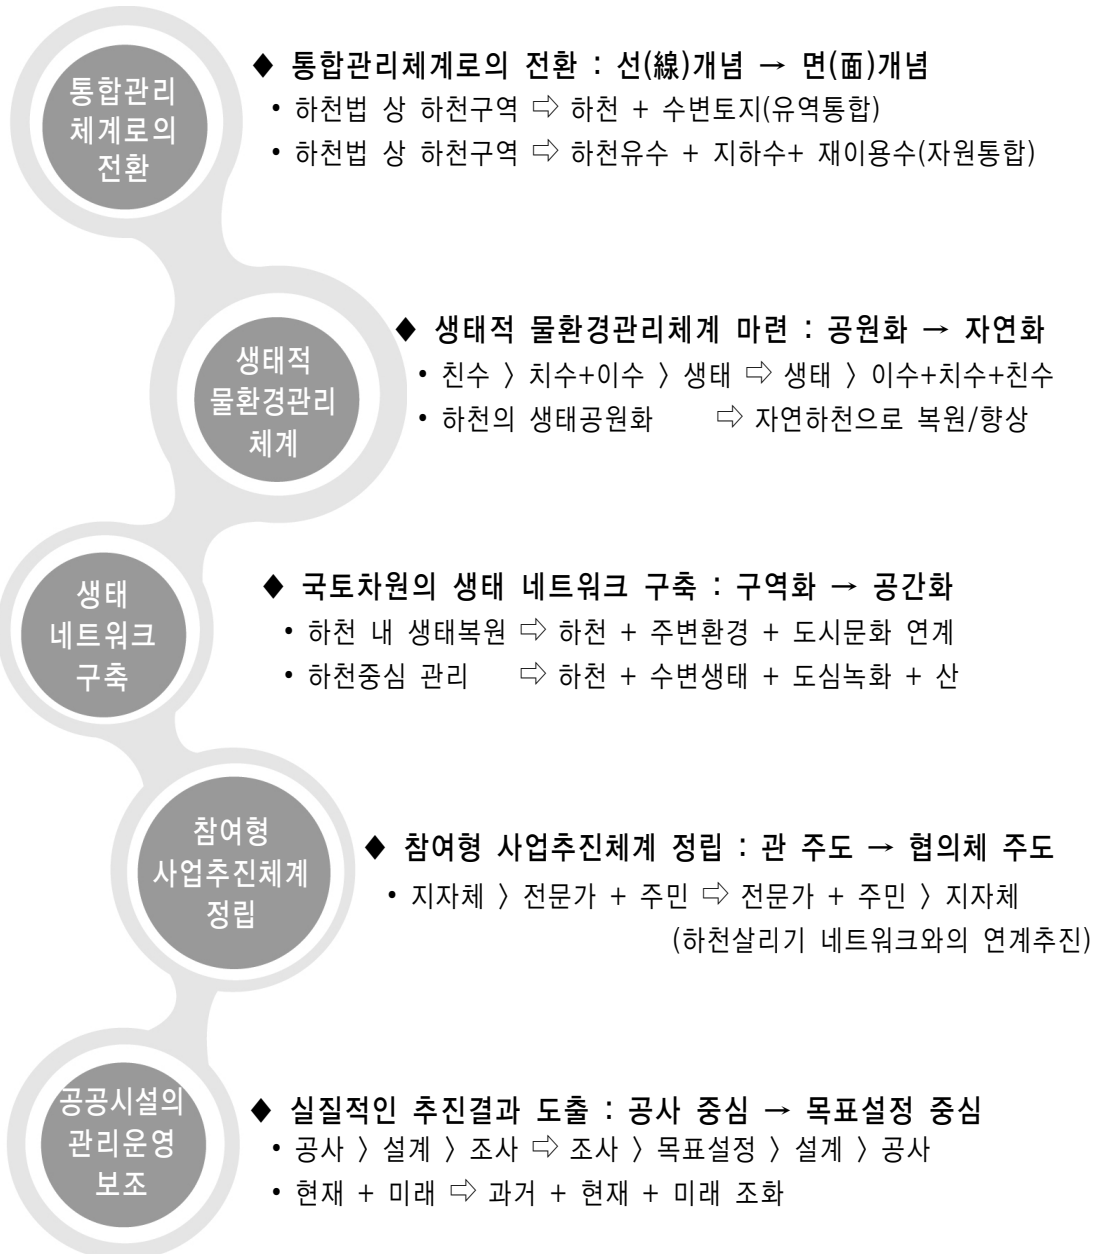 통합관리
체계로의
전환
◆ 통합관리체계로의 전환 : 선(線)개념 → 면(面)개념
• 하천법 상 하천구역 ⇨ 하천 + 수변토지(유역통합)
• 하천법 상 하천구역 ⇨ 하천유수 + 지하수+ 재이용수(자원통합)
생태적
물환경관리
체계
◆ 생태적 물환경관리체계 마련 : 공원화 → 자연화
• 친수 〉 치수+이수 〉 생태 ⇨ 생태 〉 이수+치수+친수
• 하천의 생태공원화 ⇨ 자연하천으로 복원/향상
생태
네트워크
구축
◆ 국토차원의 생태 네트워크 구축 : 구역화 → 공간화
• 하천 내 생태복원 ⇨ 하천 + 주변환경 + 도시문화 연계
• 하천중심 관리 ⇨ 하천 + 수변생태 + 도심녹화 + 산
참여형
사업추진체계
정립
◆ 참여형 사업추진체계 정립 : 관 주도 → 협의체 주도
• 지자체 〉 전문가 + 주민 ⇨ 전문가 + 주민 〉 지자체
(하천살리기 네트워크와의 연계추진)
공공시설의
관리운영
보조
◆ 실질적인 추진결과 도출 : 공사 중심 → 목표설정 중심
• 공사 〉 설계 〉 조사 ⇨ 조사 〉 목표설정 〉 설계 〉 공사
• 현재 + 미래 ⇨ 과거 + 현재 + 미래 조화